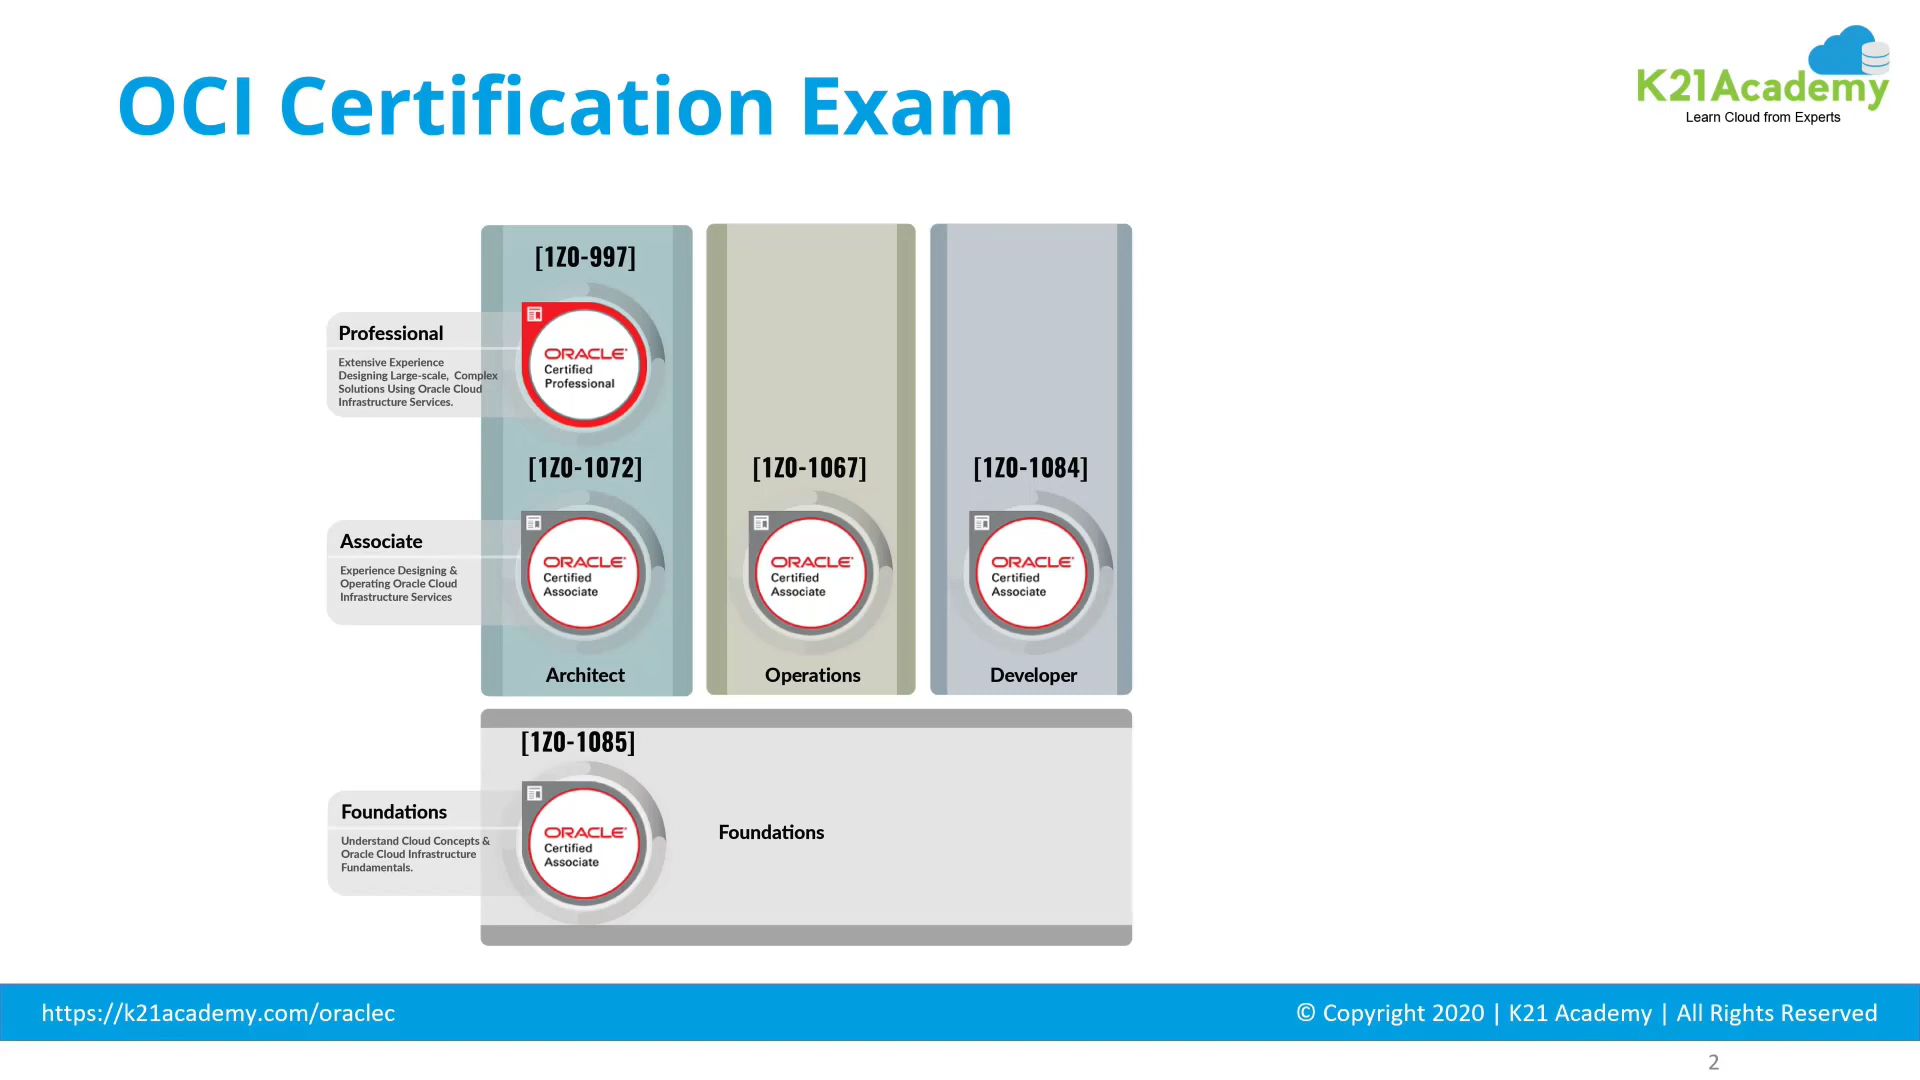 OCI Certification Exam
K21Academy
Learn Cloud from Experts
[1Z0-997]
Professional
Extensive Experience
Designing Large-scale, Complex
Solutions Using Oracle Cloud
Infrastructure Services.
ORACLE
Certified
Professional
[1Z0-1072]
[1Z0-1067]
[1Z0-1084]
Associate
Experience Designing &
Operating Oracle Cloud
Infrastructure Services
ORACLE
Certified
Associate
ORACLE
Certified
Associate
ORACLE
Certified
Associate
Architect
Operations
Developer
[1Z0-1085]
Foundations
Understand Cloud Concepts &
Oracle Cloud Infrastructure
Fundamentals.
ORACLE
Certified
Associate
Foundations
https://k21academy.com/oraclec
© Copyright 2020 | K21 Academy | All Rights Reserved
2